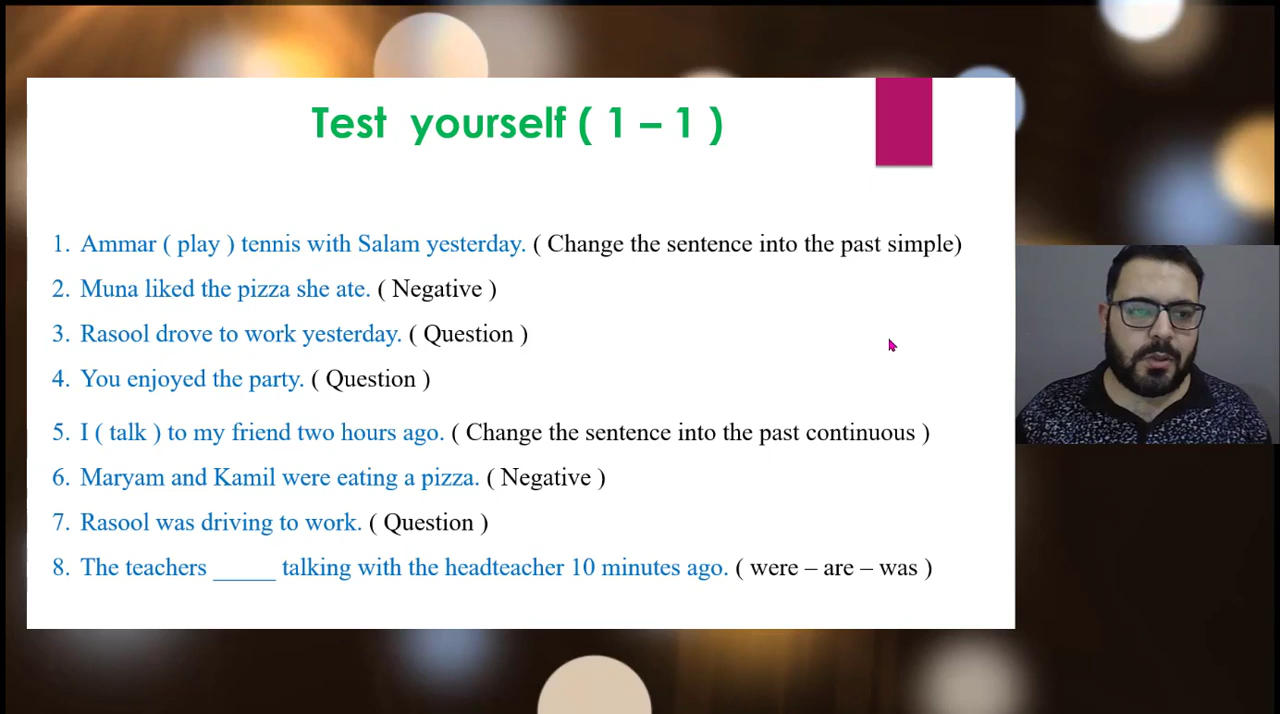 Test yourself ( 1 – 1 )
1. Ammar ( play ) tennis with Salam yesterday. ( Change the sentence into the past simple)
2. Muna liked the pizza she ate. ( Negative )
3. Rasool drove to work yesterday. ( Question )
4. You enjoyed the party. ( Question )
5. I ( talk ) to my friend two hours ago. ( Change the sentence into the past continuous )
6. Maryam and Kamil were eating a pizza. ( Negative )
7. Rasool was driving to work. ( Question )
8. The teachers _____ talking with the headteacher 10 minutes ago. ( were – are – was )